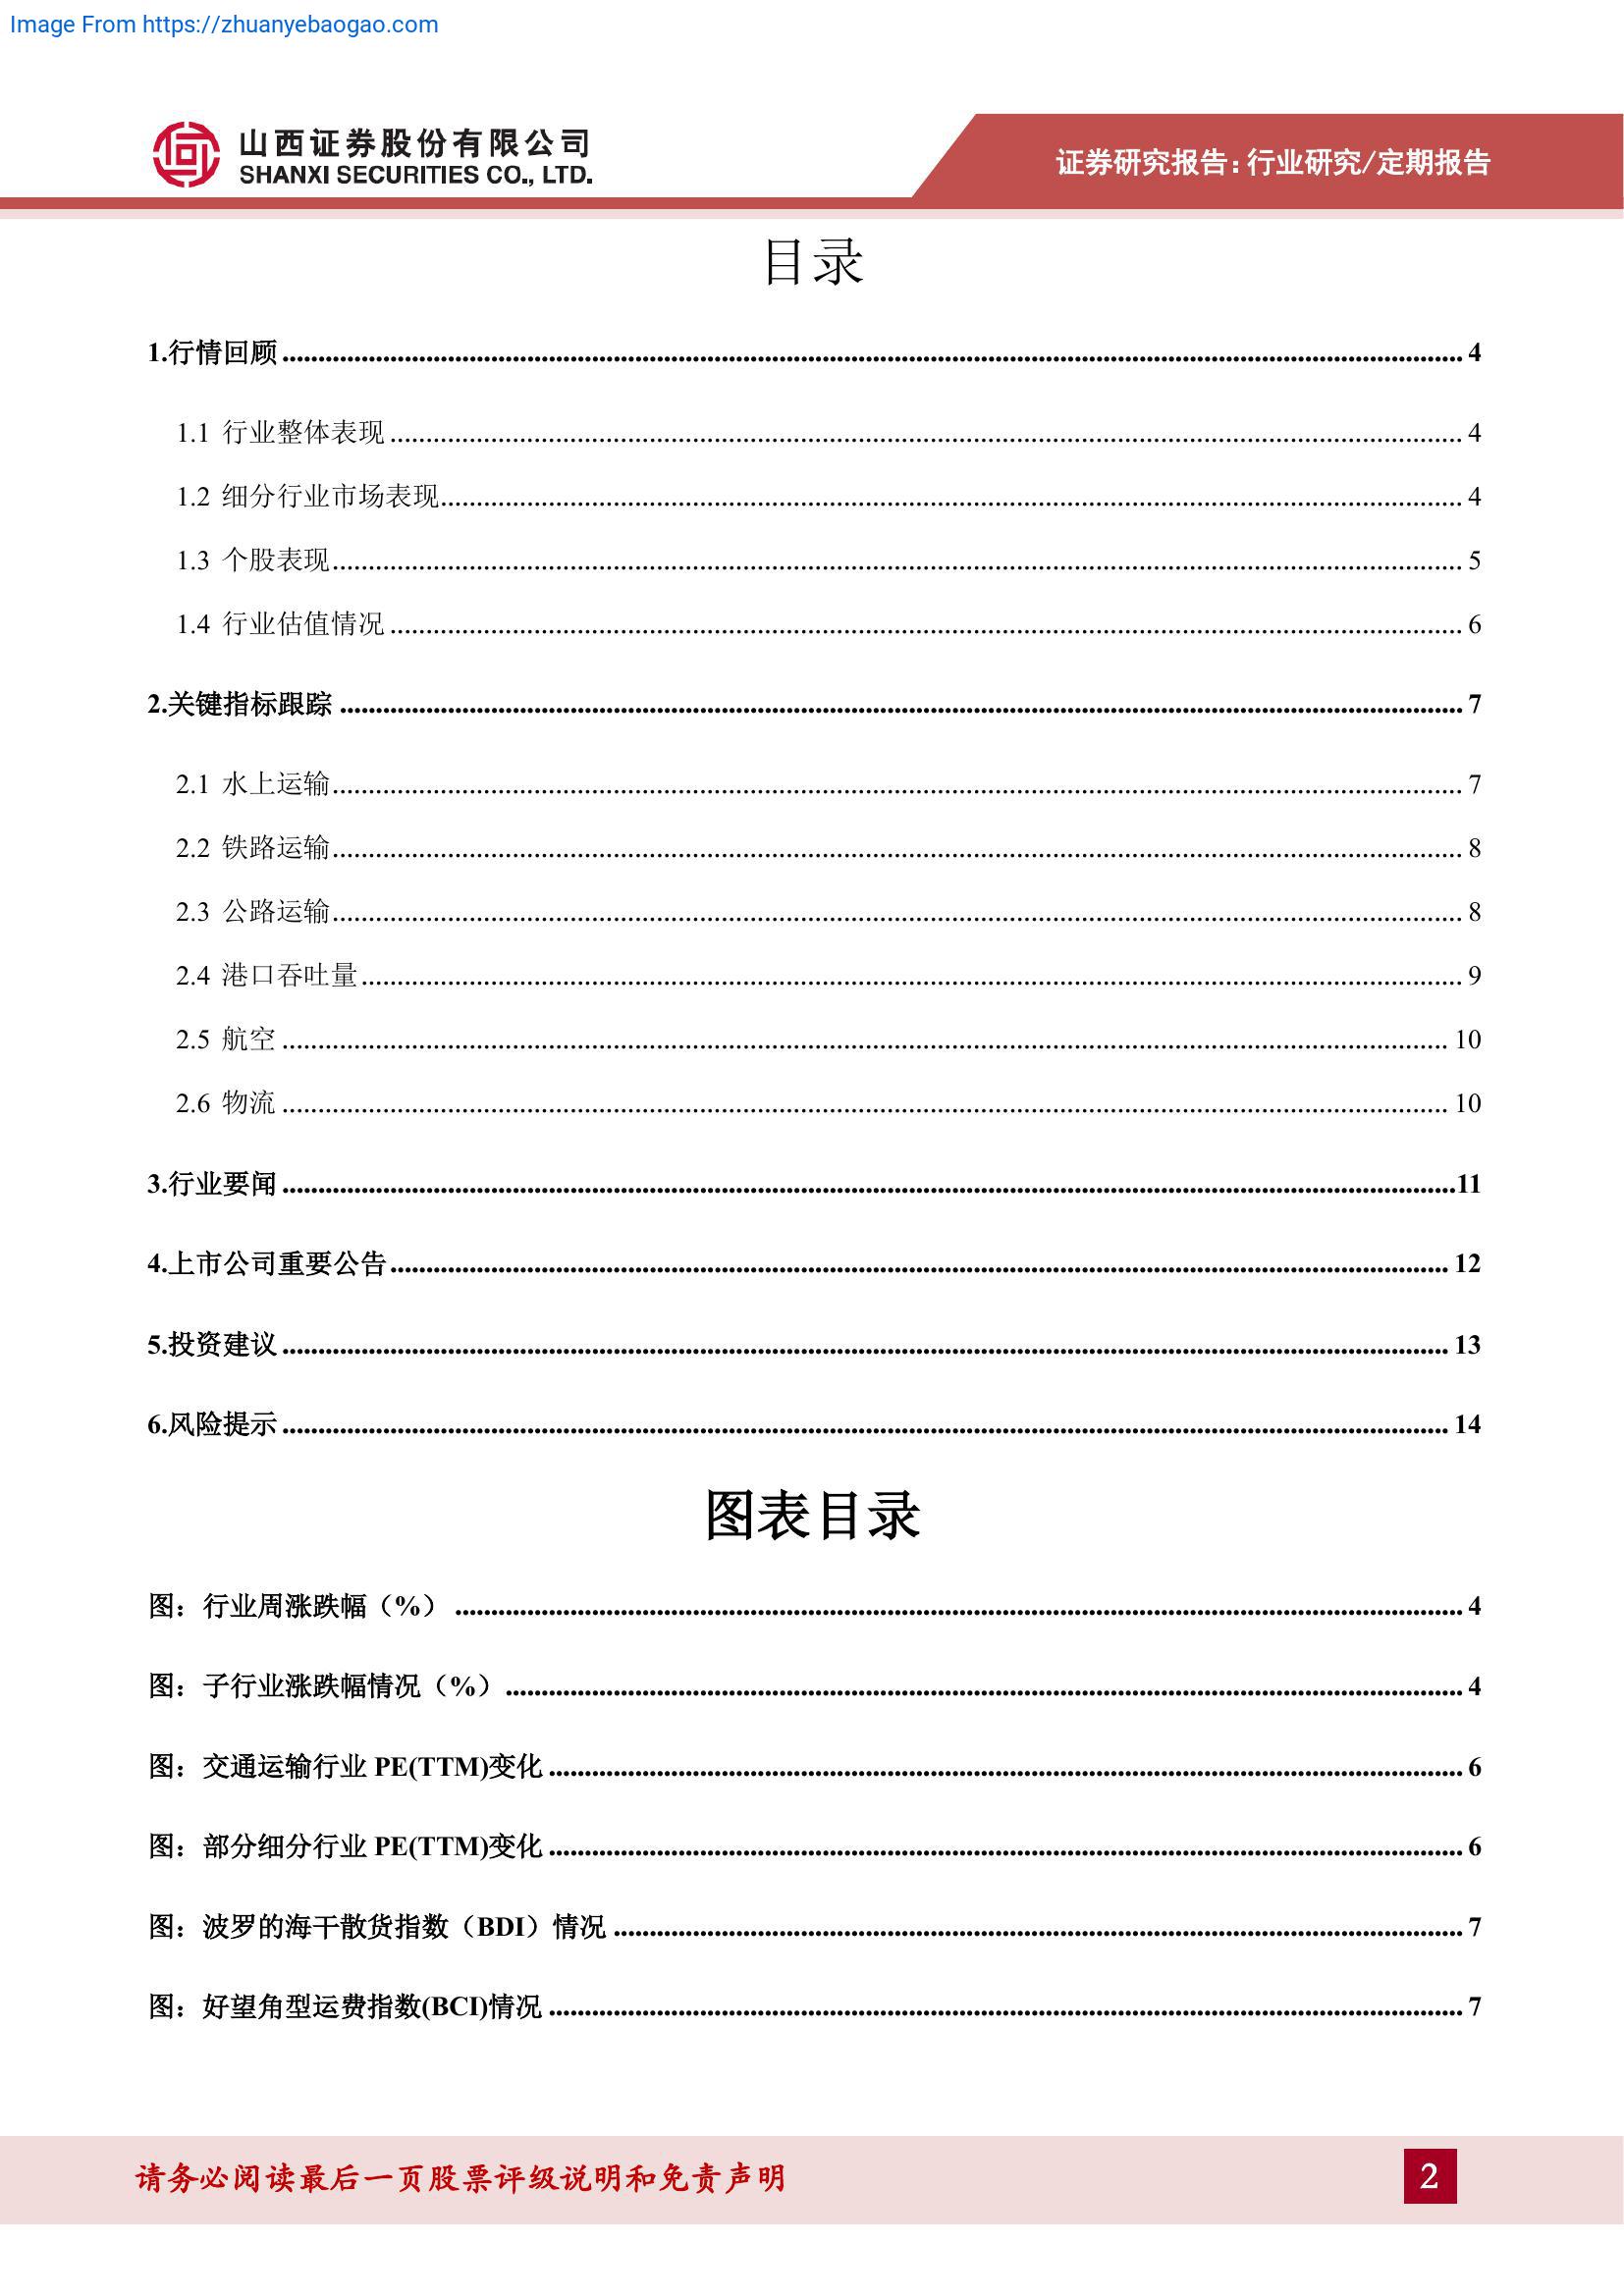 Image From https://zhuanyebaogao.com
山西证券股份有限公司
SHANXI SECURITIES CO., LTD.
证券研究报告:行业研究/定期报告
目录
1.行情回顾 4
1.1 行业整体表现 4
1.2 细分行业市场表现 4
1.3 个股表现 5
1.4 行业估值情况 6
2.关键指标跟踪 7
2.1 水上运输 7
2.2 铁路运输 8
2.3 公路运输 8
2.4 港口吞吐量 9
2.5 航空 10
2.6 物流 10
3.行业要闻 11
4.上市公司重要公告 12
5.投资建议 13
6.风险提示 14
图表目录
图：行业周涨跌幅（%） 4
图：子行业涨跌幅情况（%） 4
图：交通运输行业 PE(TTM)变化 6
图：部分细分行业 PE(TTM)变化 6
图：波罗的海干散货指数（BDI）情况 7
图：好望角型运费指数(BCI)情况 7
请务必阅读最后一页股票评级说明和免责声明
2